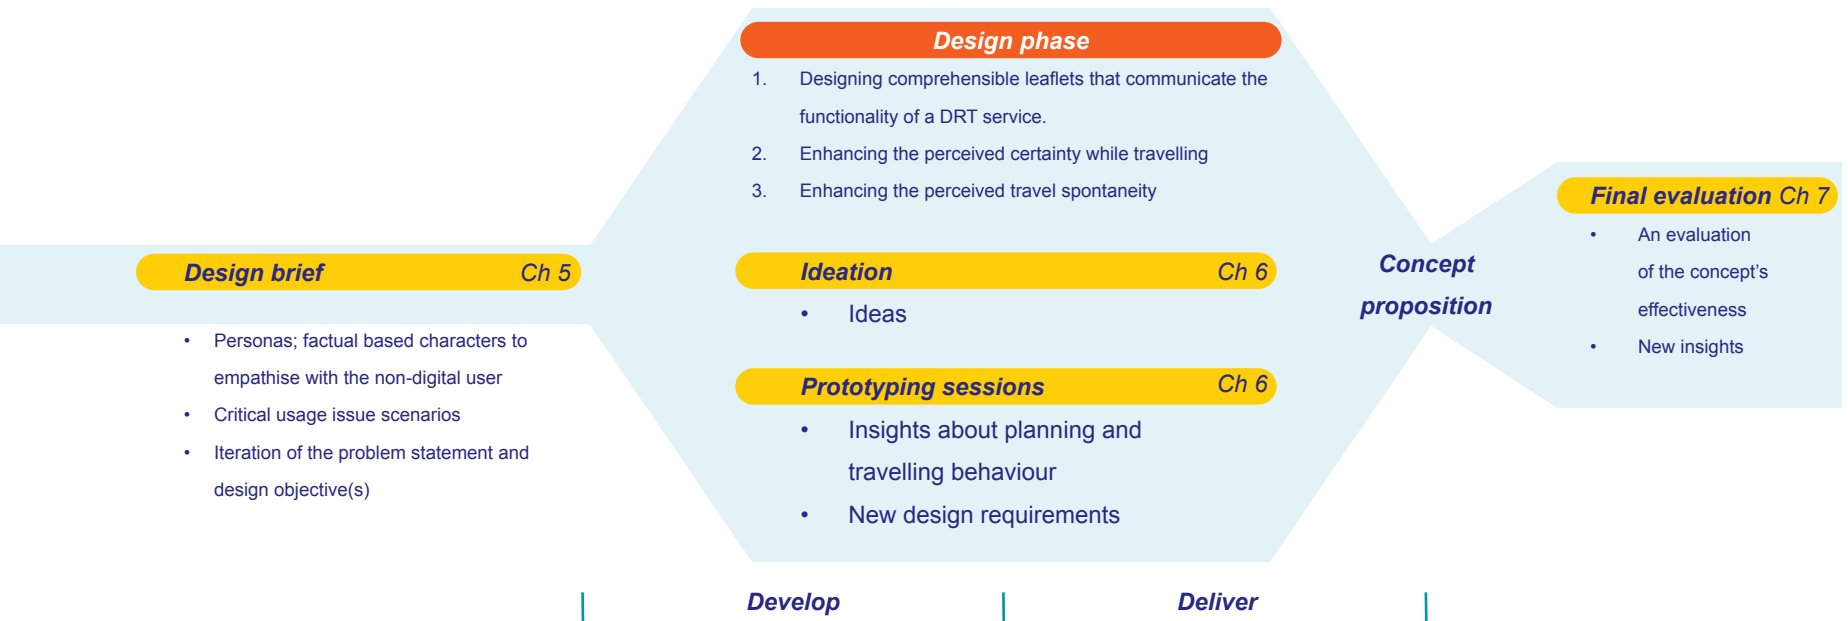 Design phase
1. Designing comprehensible leaflets that communicate the
functionality of a DRT service.
2. Enhancing the perceived certainty while travelling
3. Enhancing the perceived travel spontaneity
Design brief Ch 5
• Personas; factual based characters to
empathise with the non-digital user
• Critical usage issue scenarios
• Iteration of the problem statement and
design objective(s)
Ideation Ch 6
• Ideas
Prototyping sessions Ch 6
• Insights about planning and
travelling behaviour
• New design requirements
Concept
proposition
Final evaluation Ch 7
• An evaluation
of the concept's
effectiveness
• New insights
Develop
Deliver